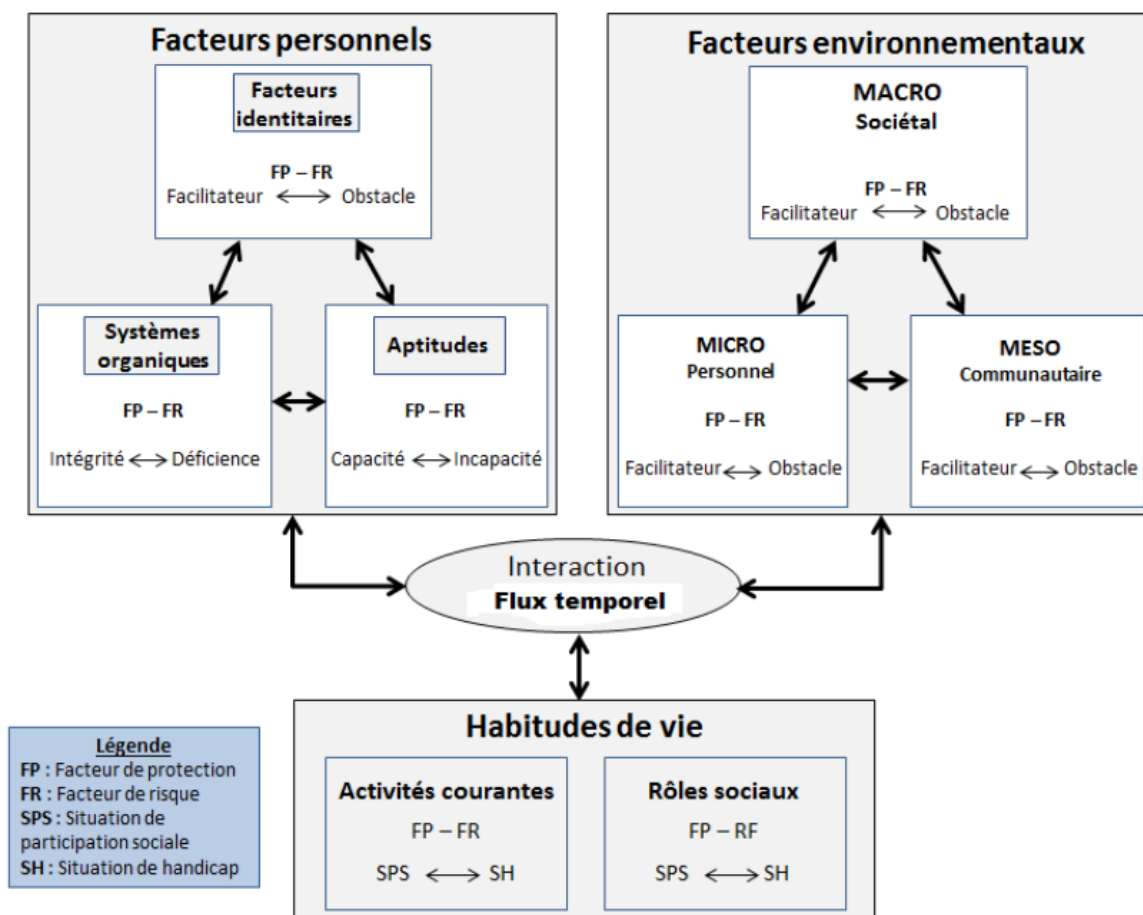 Facteurs personnels
Facteurs
identitaires
FP – FR
Facilitateur Obstacle
Systèmes
organiques
FP – FR
Intégrité Déficience
Aptitudes
FP – FR
Capacité Incapacité
Facteurs environnementaux
MACRO
Sociétal
FP – FR
Facilitateur Obstacle
MICRO
Personnel
FP – FR
Facilitateur Obstacle
MESO
Communautaire
FP – FR
Facilitateur Obstacle
Interaction
Flux temporel
Habitudes de vie
Activités courantes
FP – FR
SPS SH
Rôles sociaux
FP – RF
SPS SH
Légende
FP : Facteur de protection
FR : Facteur de risque
SPS : Situation de
participation sociale
SH : Situation de handicap